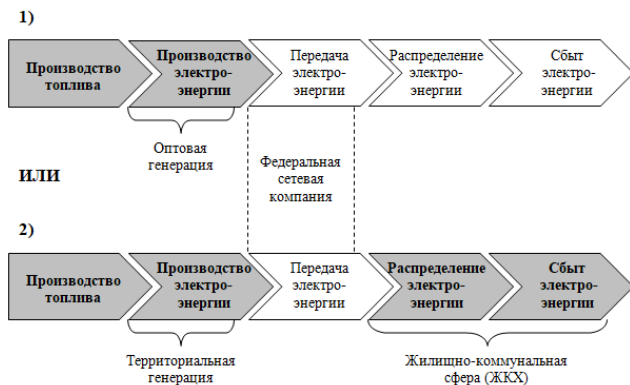 1)
Производство
топлива
Производство
электро-
энергии
Передача
электро-
энергии
Распределение
электро-
энергии
Сбыт
электро-
энергии
Оптовая
генерация
Федеральная
сетевая
компания
ИЛИ
2)
Производство
топлива
Производство
электро-
энергии
Передача
электро-
энергии
Распределение
электро-
энергии
Сбыт
электро-
энергии
Территориальная
генерация
Жилищно-коммунальная
сфера (ЖКХ)